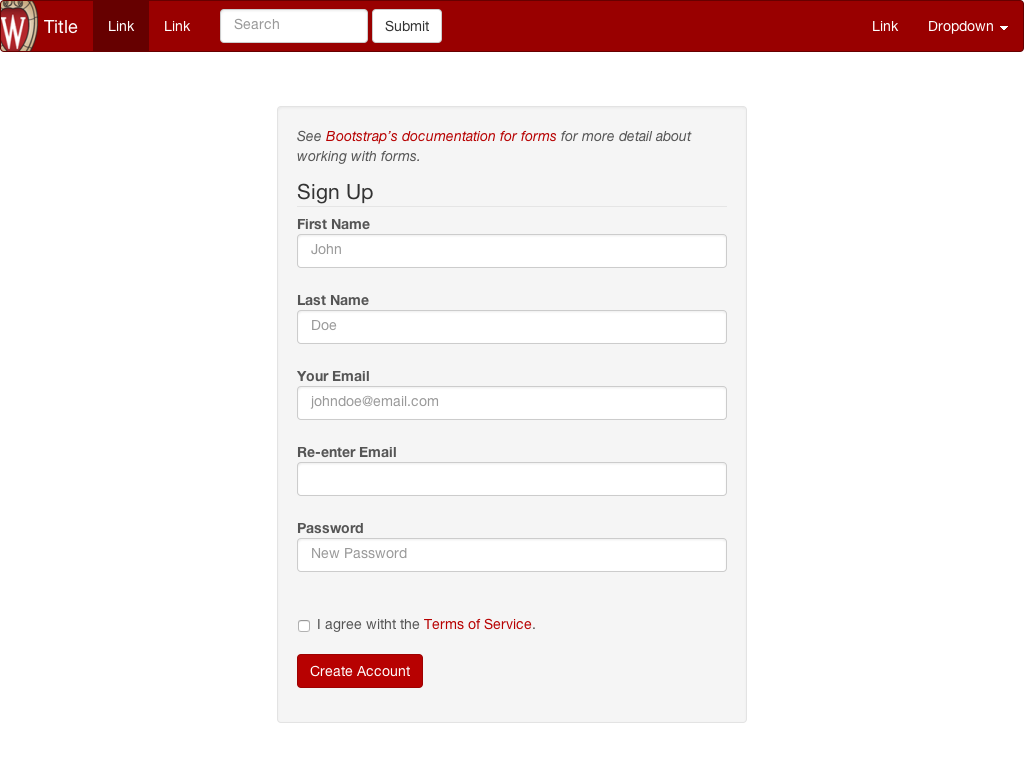 W Title Link Link Search Submit Link Dropdown
See Bootstrap's documentation for forms for more detail about
working with forms.
Sign Up
First Name
John
Last Name
Doe
Your Email
johndoe@email.com
Re-enter Email
Password
New Password
I agree witht the Terms of Service.
Create Account